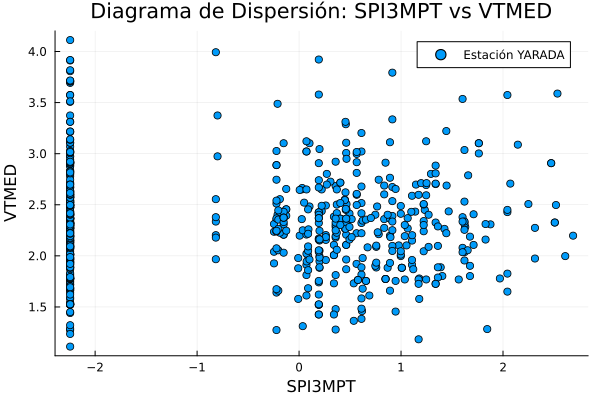 Diagrama de Dispersión: SPI3MPT vs VTMED
Estación YARADA
VTMED
4.0
3.5
3.0
2.5
2.0
1.5
−2
−1
0
1
2
SPI3MPT